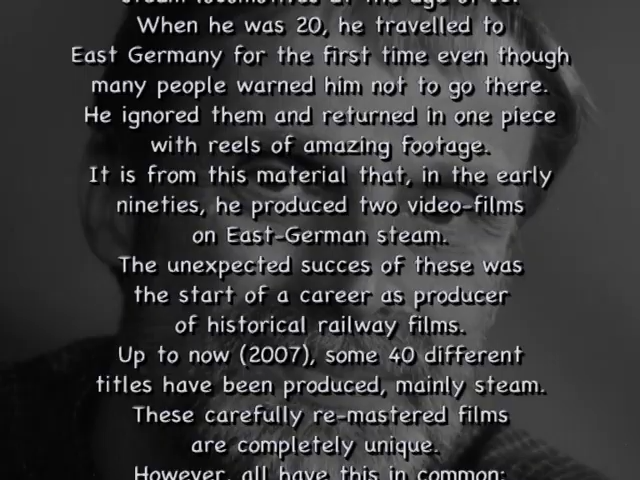 steam locomotives at the age of
When he was 20, he travelled to
East Germany for the first time even though
many people warned him not to go there.
He ignored them and returned in one piece
with reels of amazing footage.
It is from this material that, in the early
nineties, he produced two video-films
on East-German steam.
The unexpected succes of these was
the start of a career as producer
of historical railway films.
Up to now (2007), some 40 different
titles have been produced, mainly steam.
These carefully re-mastered films
are completely unique.
However, all have this in common: